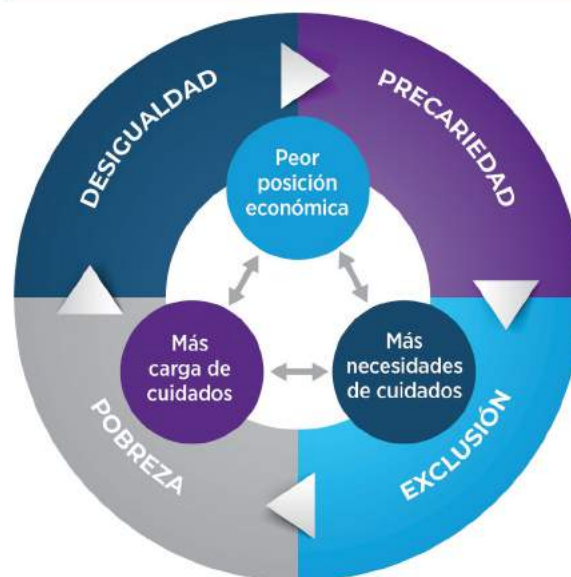 DESIGUALDAD
PRECARIEDAD
Peor
posición
económica
Más
carga de
cuidados
Más
necesidades
de cuidados
POBREZA
EXCLUSIÓN